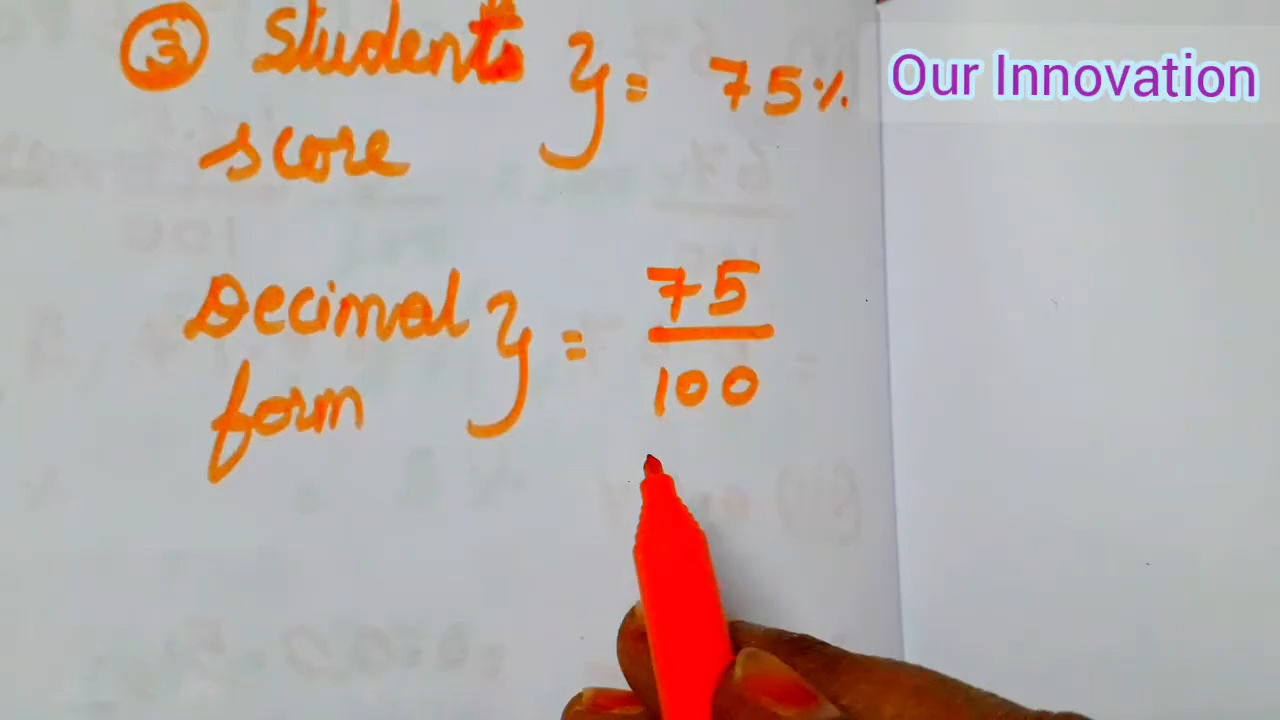 ③ Students } = 75%
score
Decimal } = 75/100
form
Our Innovation